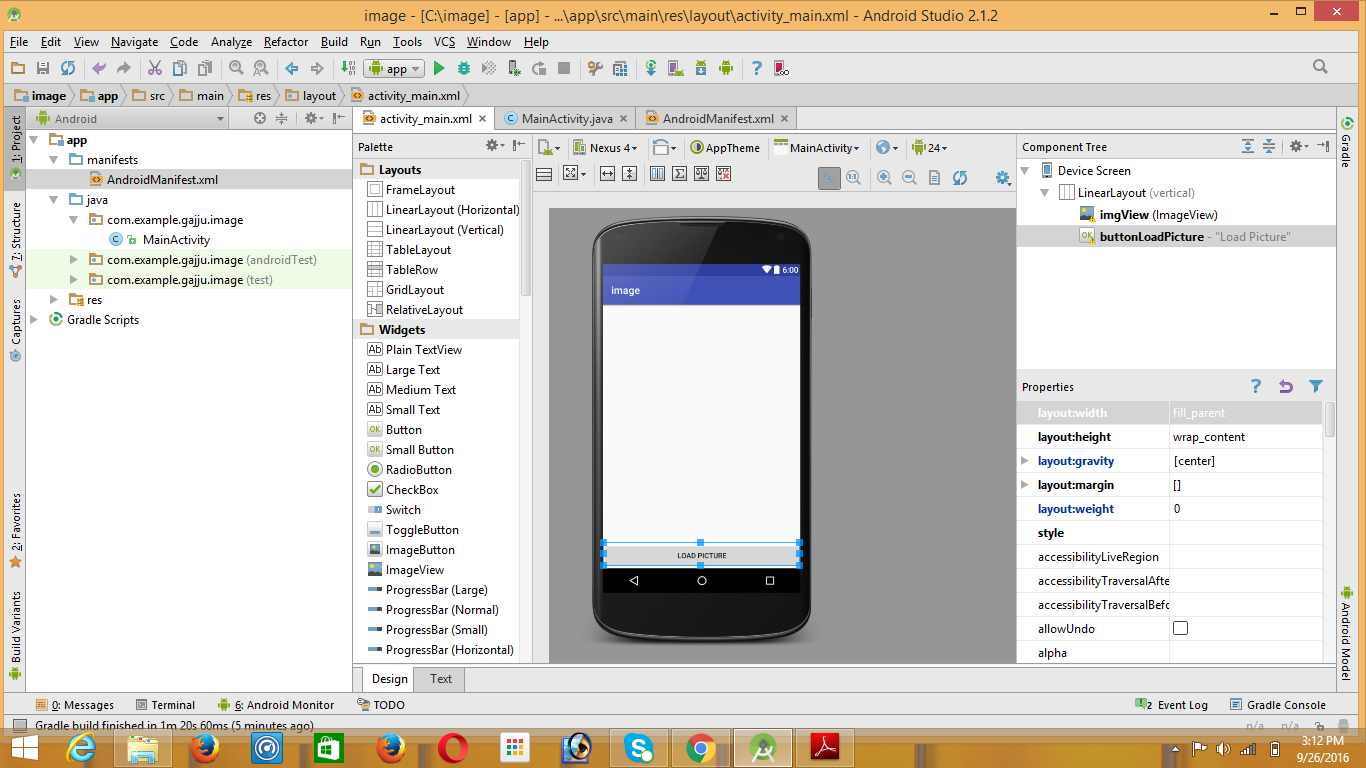 image - [C:\image] - [app] - ...\app\src\main\res\layout\activity_main.xml - Android Studio 2.1.2
File Edit View Navigate Code Analyze Refactor Build Run Tools VCS Window Help
app
image app src main res layout activity_main.xml
1: Project
7: Structure
Captures
2: Favorites
Build Variants
Android
app
manifests
AndroidManifest.xml
java
com.example.gajju.image
MainActivity
com.example.gajju.image (androidTest)
com.example.gajju.image (test)
res
Gradle Scripts
activity_main.xml MainActivity.java AndroidManifest.xml
Palette
Layouts
FrameLayout
LinearLayout (Horizontal)
LinearLayout (Vertical)
TableLayout
TableRow
GridLayout
RelativeLayout
Widgets
Plain TextView
Large Text
Medium Text
Small Text
Button
Small Button
RadioButton
CheckBox
Switch
ToggleButton
ImageButton
ImageView
ProgressBar (Large)
ProgressBar (Normal)
ProgressBar (Small)
ProgressBar (Horizontal)
Nexus 4 AppTheme MainActivity 24
6:00
image
LOAD PICTURE
Component Tree
Device Screen
LinearLayout (vertical)
imgView (ImageView)
buttonLoadPicture - "Load Picture"
Properties
layout:width fill_parent
layout:height wrap_content
layout:gravity [center]
layout:margin []
layout:weight 0
style
accessibilityLiveRegion
accessibilityTraversalAfte
accessibilityTraversalBefo
allowUndo
alpha
Gradle
Android Model
Design Text
0: Messages Terminal 6: Android Monitor TODO 2 Event Log Gradle Console
Gradle build finished in 1m 20s 60ms (5 minutes ago) n/a n/a
3:12 PM
9/26/2016